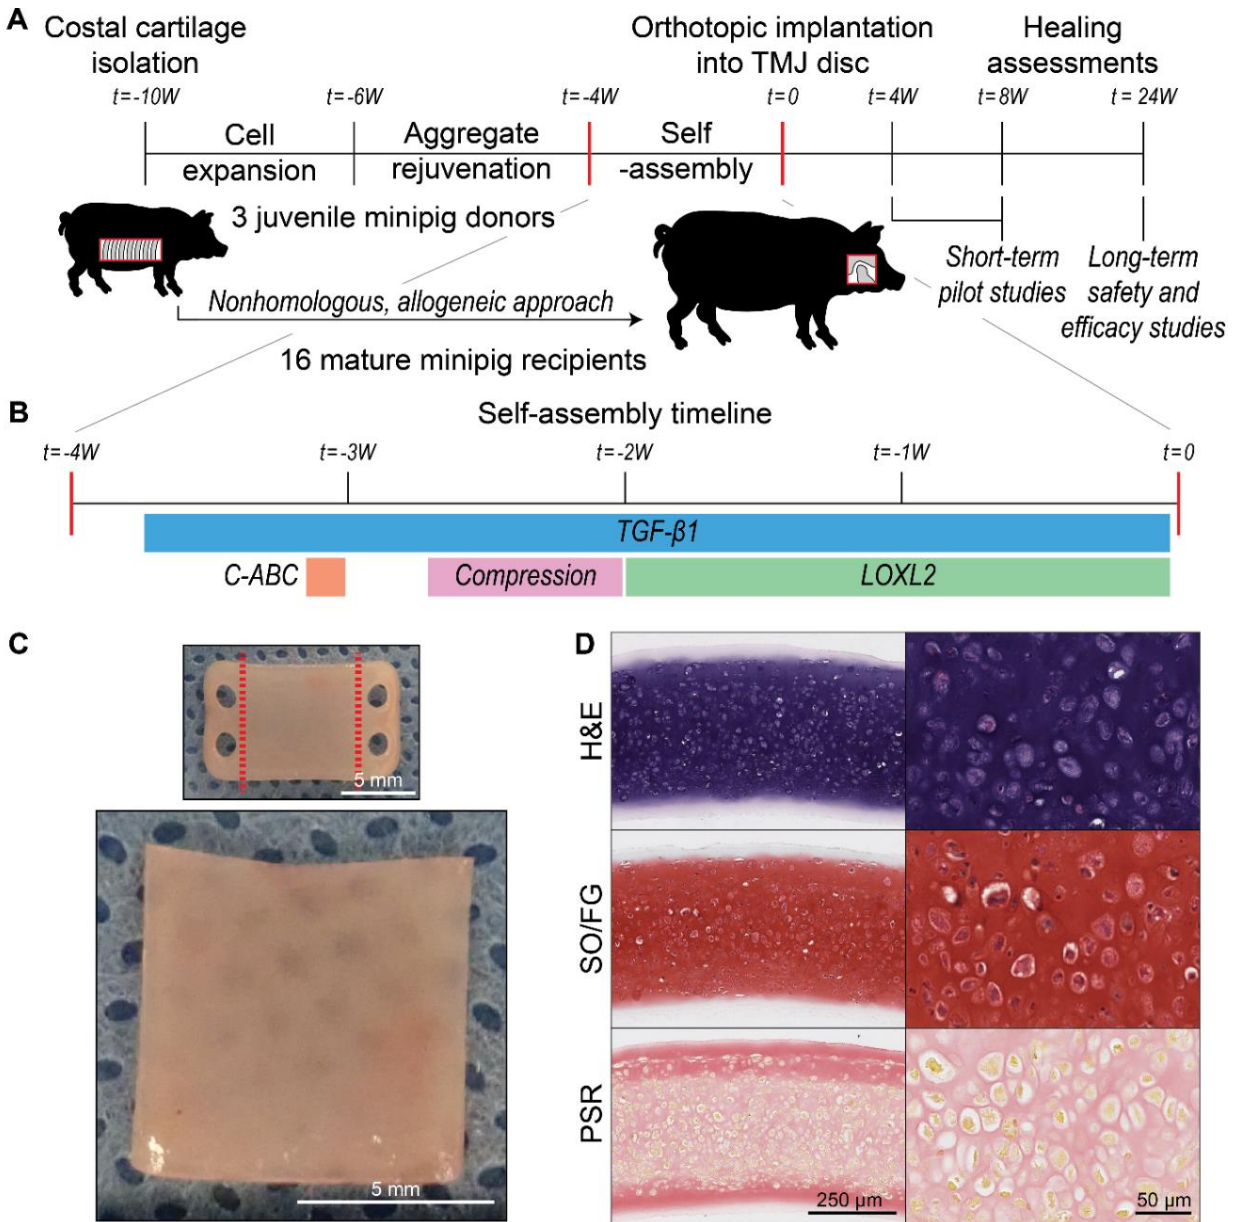 A
Costal cartilage
isolation
Orthotopic implantation
into TMJ disc
Healing
assessments
t=-10W
t=-6W
t=-4W
t=0
t=4W
t=8W
t = 24W
Cell
expansion
Aggregate
rejuvenation
Self
-assembly
3 juvenile minipig donors
Nonhomologous, allogeneic approach
16 mature minipig recipients
Short-term
pilot studies
Long-term
safety and
efficacy studies
B
Self-assembly timeline
t=-4W
t=-3W
t=-2W
t=-1W
t=0
TGF-β1
C-ABC
Compression
LOXL2
C
5 mm
5 mm
D
H&E
SO/FG
PSR
250 µm
50 µm